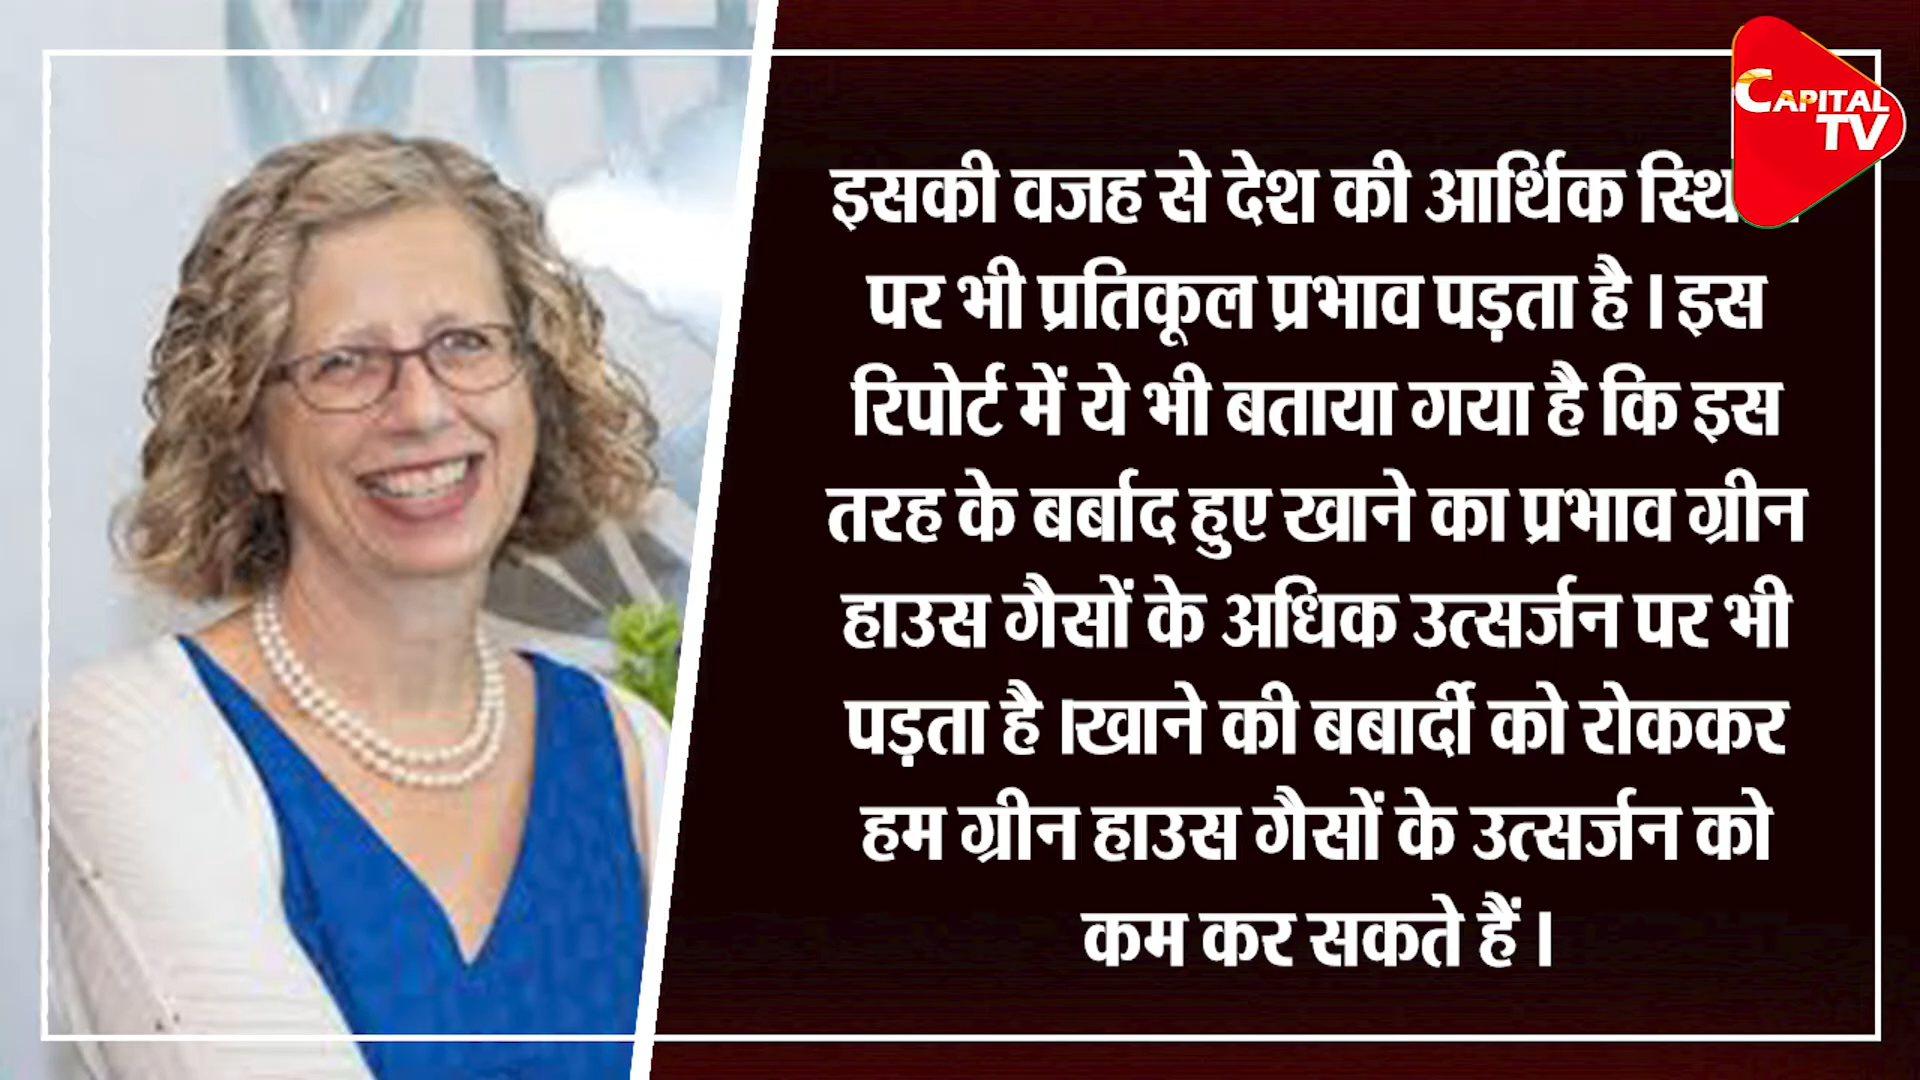 CAPITAL
TV
इसकी वजह से देश की आर्थिक
पर भी प्रतिकूल प्रभाव पड़ता है । इस
रिपोर्ट में ये भी बताया गया है कि इस
तरह के बर्बाद हुए खाने का प्रभाव ग्रीन
हाउस गैसों के अधिक उत्सर्जन पर भी
पड़ता है ।खाने की बबार्दी को रोककर
हम ग्रीन हाउस गैसों के उत्सर्जन को
कम कर सकते हैं ।